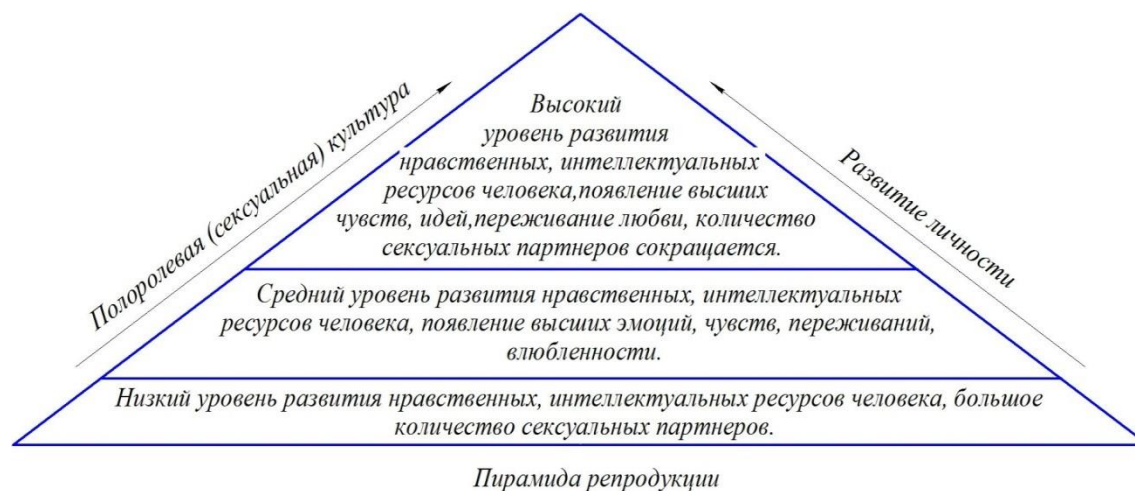 Полоролевая (сексуальная) культура
Развитие личности
Высокий
уровень развития
нравственных, интеллектуальных
ресурсов человека,появление высших
чувств, идей,переживание любви, количество
сексуальных партнеров сокращается.
Средний уровень развития нравственных, интеллектуальных
ресурсов человека, появление высших эмоций, чувств, переживаний,
влюбленности.
Низкий уровень развития нравственных, интеллектуальных ресурсов человека, большое
количество сексуальных партнеров.
Пирамида репродукции